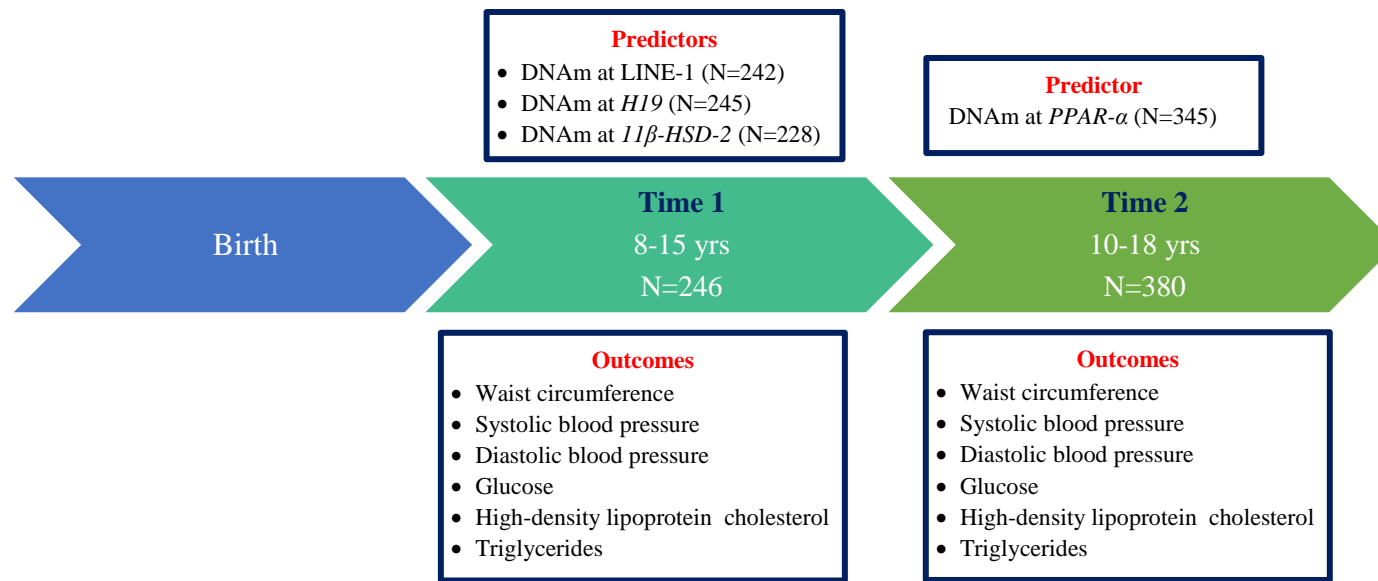 Predictors
• DNAm at LINE-1 (N=242)
• DNAm at H19 (N=245)
• DNAm at 11β-HSD-2 (N=228)
Predictor
DNAm at PPAR-α (N=345)
Birth
Time 1
8-15 yrs
N=246
Time 2
10-18 yrs
N=380
Outcomes
• Waist circumference
• Systolic blood pressure
• Diastolic blood pressure
• Glucose
• High-density lipoprotein cholesterol
• Triglycerides
Outcomes
• Waist circumference
• Systolic blood pressure
• Diastolic blood pressure
• Glucose
• High-density lipoprotein cholesterol
• Triglycerides